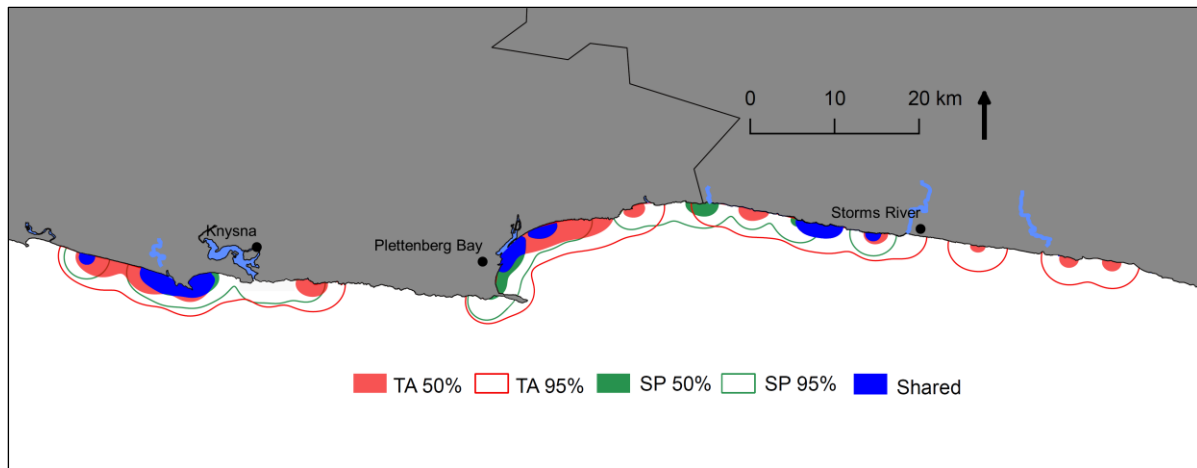 0 10 20 km
Storms River
Knysna
Plettenberg Bay
TA 50% TA 95% SP 50% SP 95% Shared